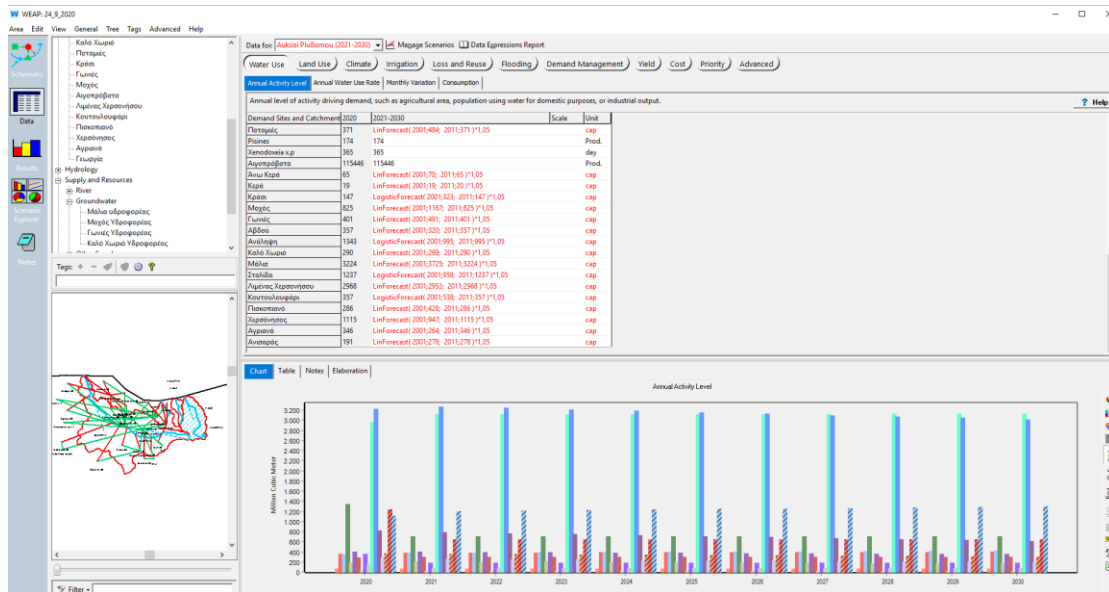 WEAP: 24_9_2020
Area Edit View General Tree Tags Advanced Help
Schematic
Data
Results
Scenario Explorer
Notes
Καλό Χωριό
Ποταμιές
Κράσι
Γωνιές
Μοχός
Αιγοπρόβατα
Λιμένας Χερσονήσου
Κουτουλουφάρι
Πισκοπιανό
Χερσόνησος
Αγριανά
Γεωργία
Hydrology
Supply and Resources
River
Groundwater
Μάλια υδροφορέας
Μοχός Υδροφορέας
Γωνιές Υδροφορέας
Καλό Χωριό Υδροφορέας
Tags:
Filter
Data for: Auksisi Plulismou (2021-2030) Manage Scenarios Data Expressions Report
Water Use Land Use Climate Irrigation Loss and Reuse Flooding Demand Management Yield Cost Priority Advanced
Annual Activity Level Annual Water Use Rate Monthly Variation Consumption
Annual level of activity driving demand, such as agricultural area, population using water for domestic purposes, or industrial output.
? Help
Demand Sites and Catchment 2020 2021-2030 Scale Unit
Ποταμιές 371 LinForecast( 2001;484; 2011;371 )*1,05 cap
Pisines 174 174 Prod.
Xenodoxeia x.p 365 365 day
Αιγοπρόβατα 115446 115446 Prod.
Άνω Κερά 65 LinForecast( 2001;70; 2011;65 )*1,05 cap
Κερά 19 LinForecast( 2001;19; 2011;20 )*1,05 cap
Κράσι 147 LogisticForecast( 2001;323; 2011;147 )*1,05 cap
Μοχός 825 LinForecast( 2001;1167; 2011;825 )*1,05 cap
Γωνιές 401 LinForecast( 2001;491; 2011;401 )*1,05 cap
Αβδού 357 LinForecast( 2001;320; 2011;357 )*1,05 cap
Ανάληψη 1343 LogisticForecast( 2001;995; 2011;995 )*1,05 cap
Καλό Χωριό 290 LinForecast( 2001;299; 2011;290 )*1,05 cap
Μάλια 3224 LinForecast( 2001;3725; 2011;3224 )*1,05 cap
Σταλίδα 1237 LogisticForecast( 2001;958; 2011;1237 )*1,05 cap
Λιμένας Χερσονήσου 2968 LinForecast( 2001;2953; 2011;2968 )*1,05 cap
Κουτουλουφάρι 357 LogisticForecast( 2001;538; 2011;357 )*1,05 cap
Πισκοπιανό 286 LinForecast( 2001;428; 2011;286 )*1,05 cap
Χερσόνησος 1115 LinForecast( 2001;947; 2011;1115 )*1,05 cap
Αγριανά 346 LinForecast( 2001;264; 2011;346 )*1,05 cap
Ανισαράς 191 LinForecast( 2001;278; 2011;278 )*1,05 cap
Chart Table Notes Elaboration
Annual Activity Level
Million Cubic Meter
3.200
3.000
2.800
2.600
2.400
2.200
2.000
1.800
1.600
1.400
1.200
1.000
800
600
400
200
0
2020 2021 2022 2023 2024 2025 2026 2027 2028 2029 2030